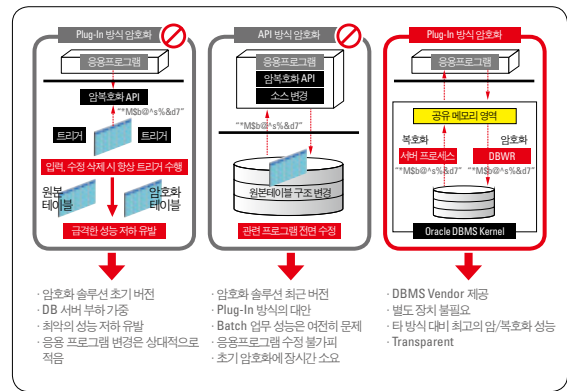 Plug-In 방식 암호화
응용프로그램
암복호화 API
"*M$b@^s%&d7"
트리거
트리거
입력, 수정 삭제 시 항상 트리거 수행
원본
테이블
암호화
테이블
급격한 성능 저하 유발
· 암호화 솔루션 초기 버전
· DB 서버 부하 가중
· 최악의 성능 저하 유발
· 응용 프로그램 변경은 상대적으로
적음
API 방식 암호화
응용프로그램
암복호화 API
소스 변경
"*M$b@^s%&d7"
원본테이블 구조 변경
관련 프로그램 전면 수정
· 암호화 솔루션 최근 버전
· Plug-In 방식의 대안
· Batch 업무 성능은 여전히 문제
· 응용프로그램 수정 불가피
· 초기 암호화에 장시간 소요
Plug-In 방식 암호화
응용프로그램
공유 메모리 영역
복호화
암호화
서버 프로세스
DBWR
"*M$b@^s%&d7"
"*M$b@^s%&d7"
Oracle DBMS Kernel
· DBMS Vendor 제공
· 별도 장치 불필요
· 타 방식 대비 최고의 암/복호화 성능
· Transparent